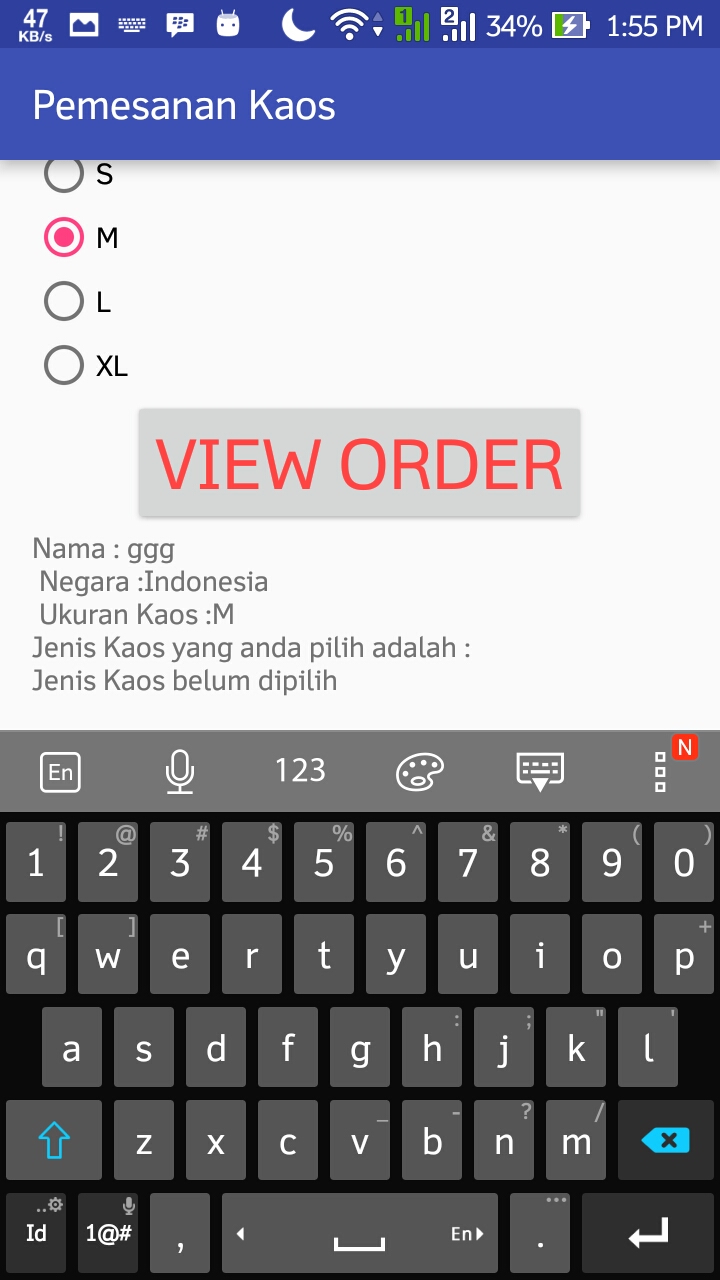 47
KB/s
1
2
34%
1:55 PM
Pemesanan Kaos
S
M
L
XL
VIEW ORDER
Nama : ggg
Negara :Indonesia
Ukuran Kaos :M
Jenis Kaos yang anda pilih adalah :
Jenis Kaos belum dipilih
En
123
N
! @ # $ % ^ & * ( )
1 2 3 4 5 6 7 8 9 0
[ ] +
q w e r t y u i o p
: ; " '
a s d f g h j k l
_ - ? /
z x c v b n m
Id 1@# , En .